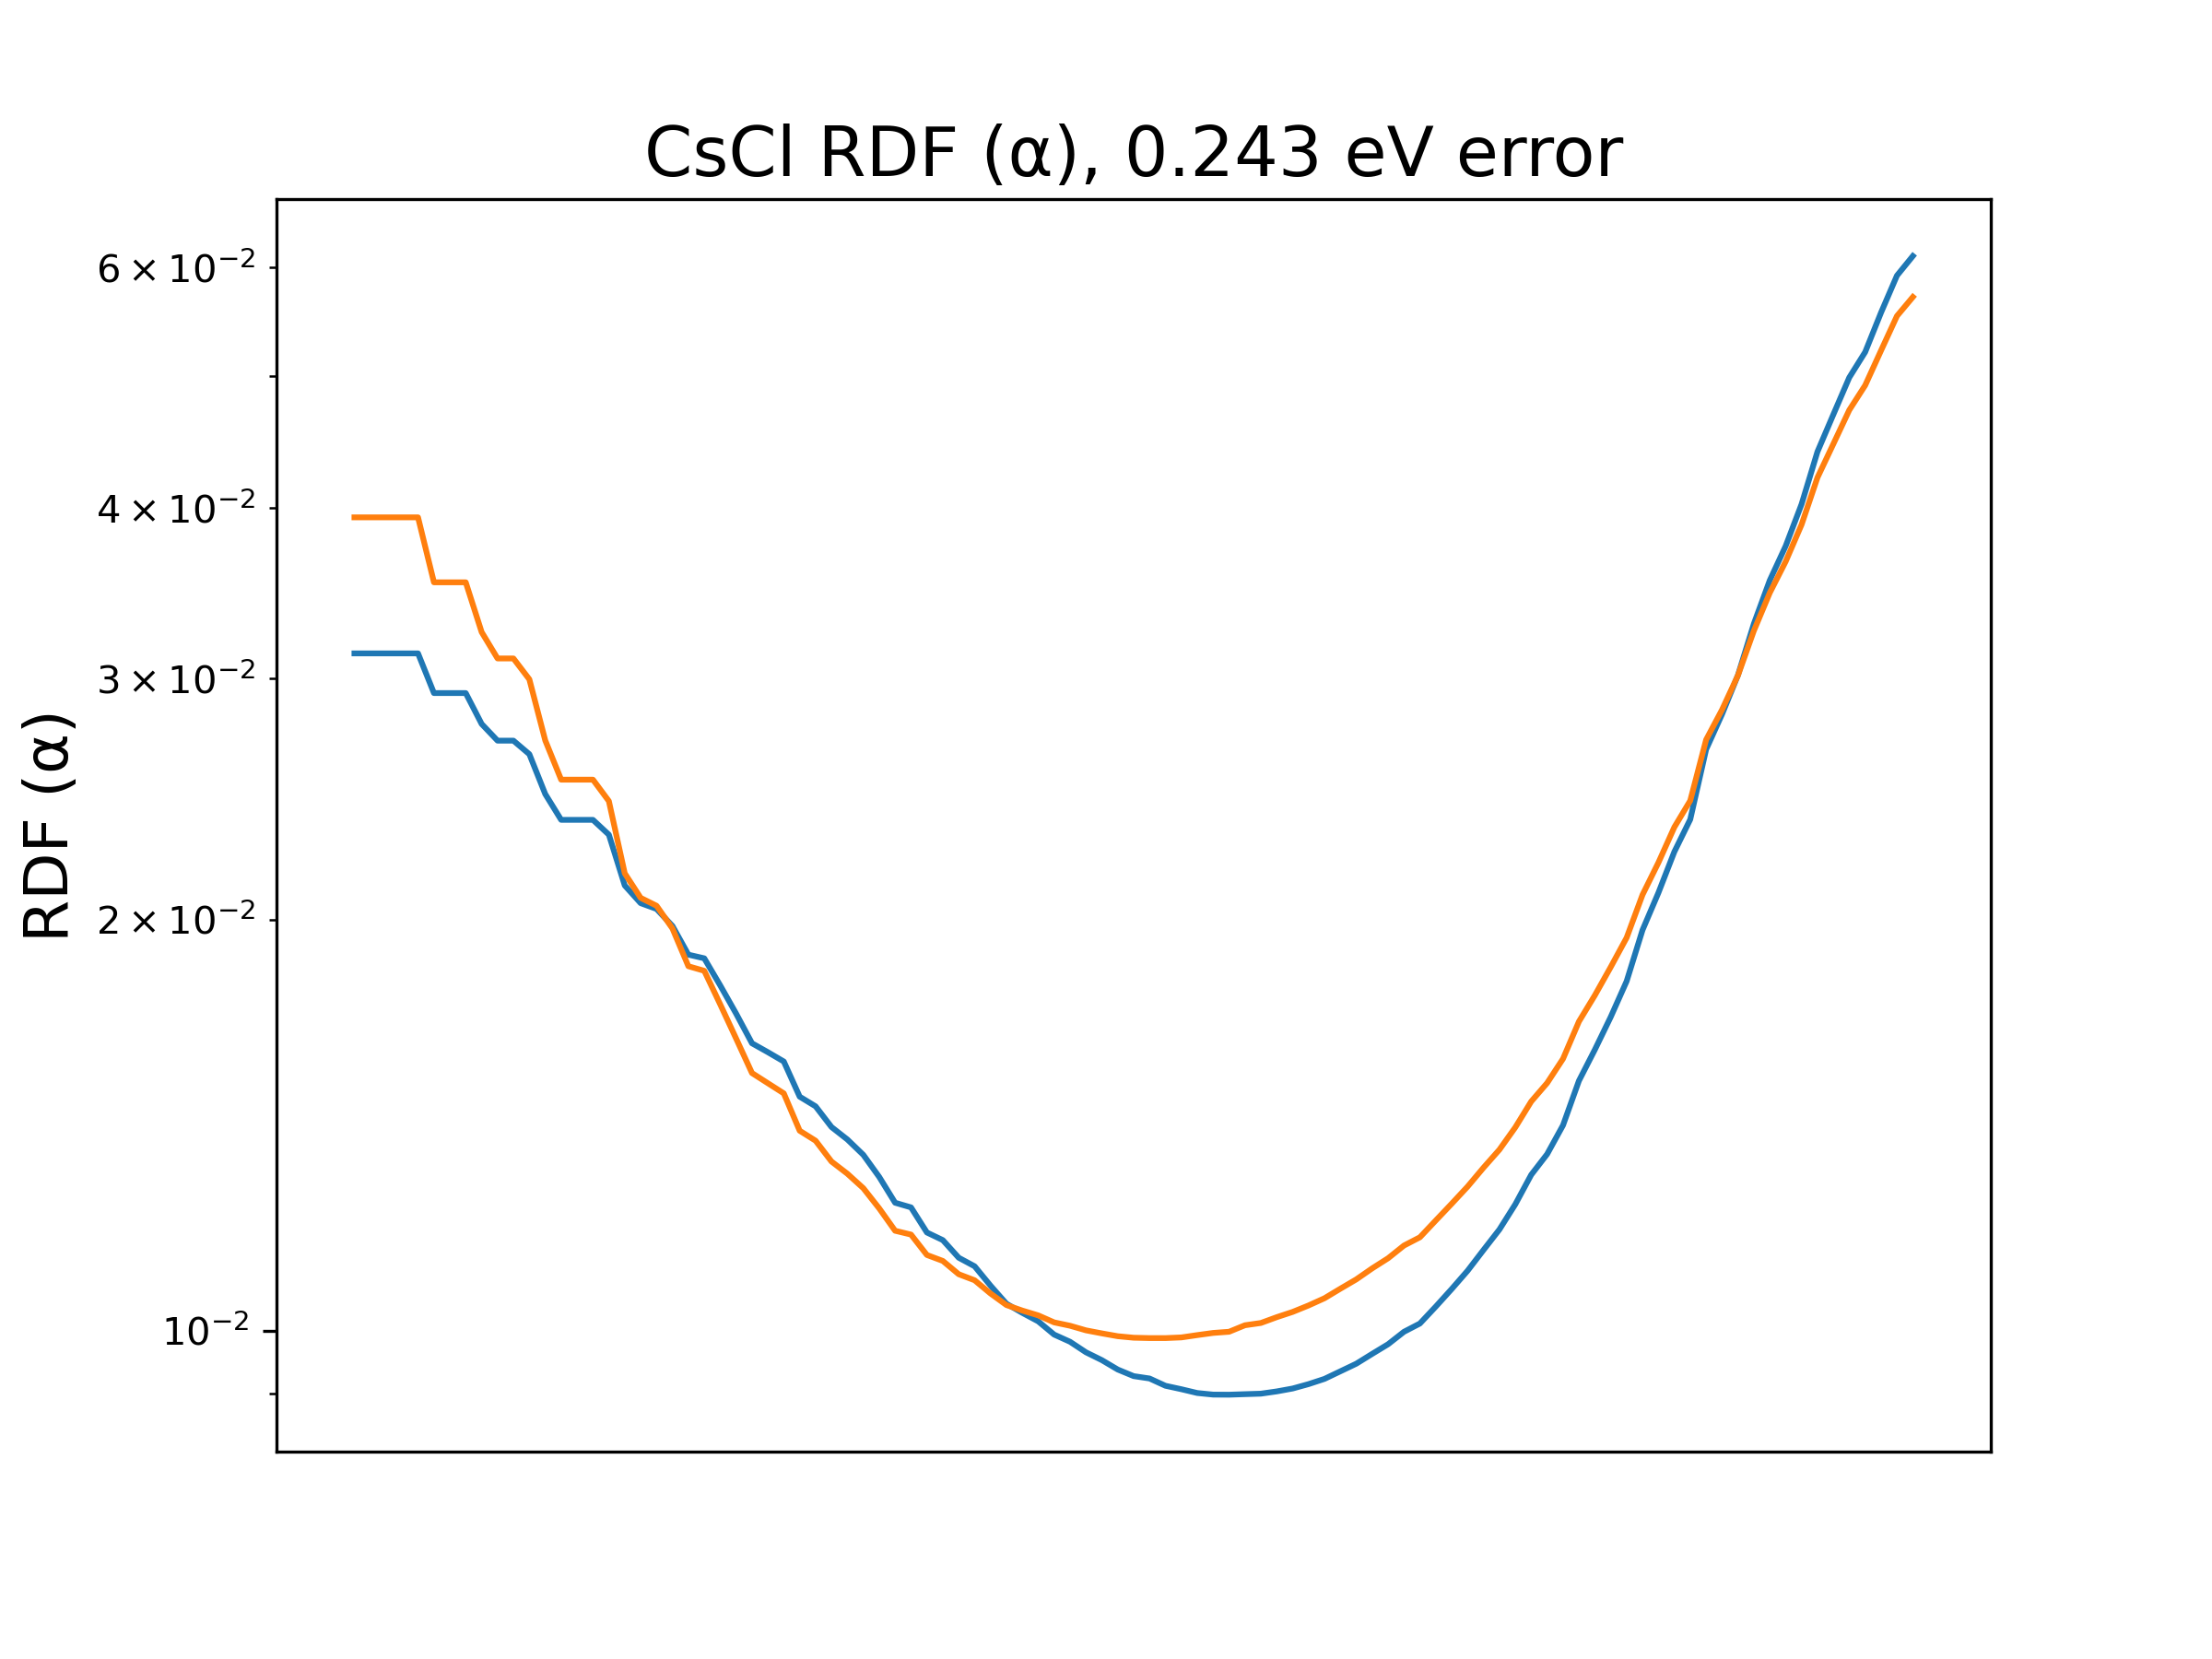 CsCl RDF (α), 0.243 eV error
RDF (α)
6 × 10⁻²
4 × 10⁻²
3 × 10⁻²
2 × 10⁻²
10⁻²